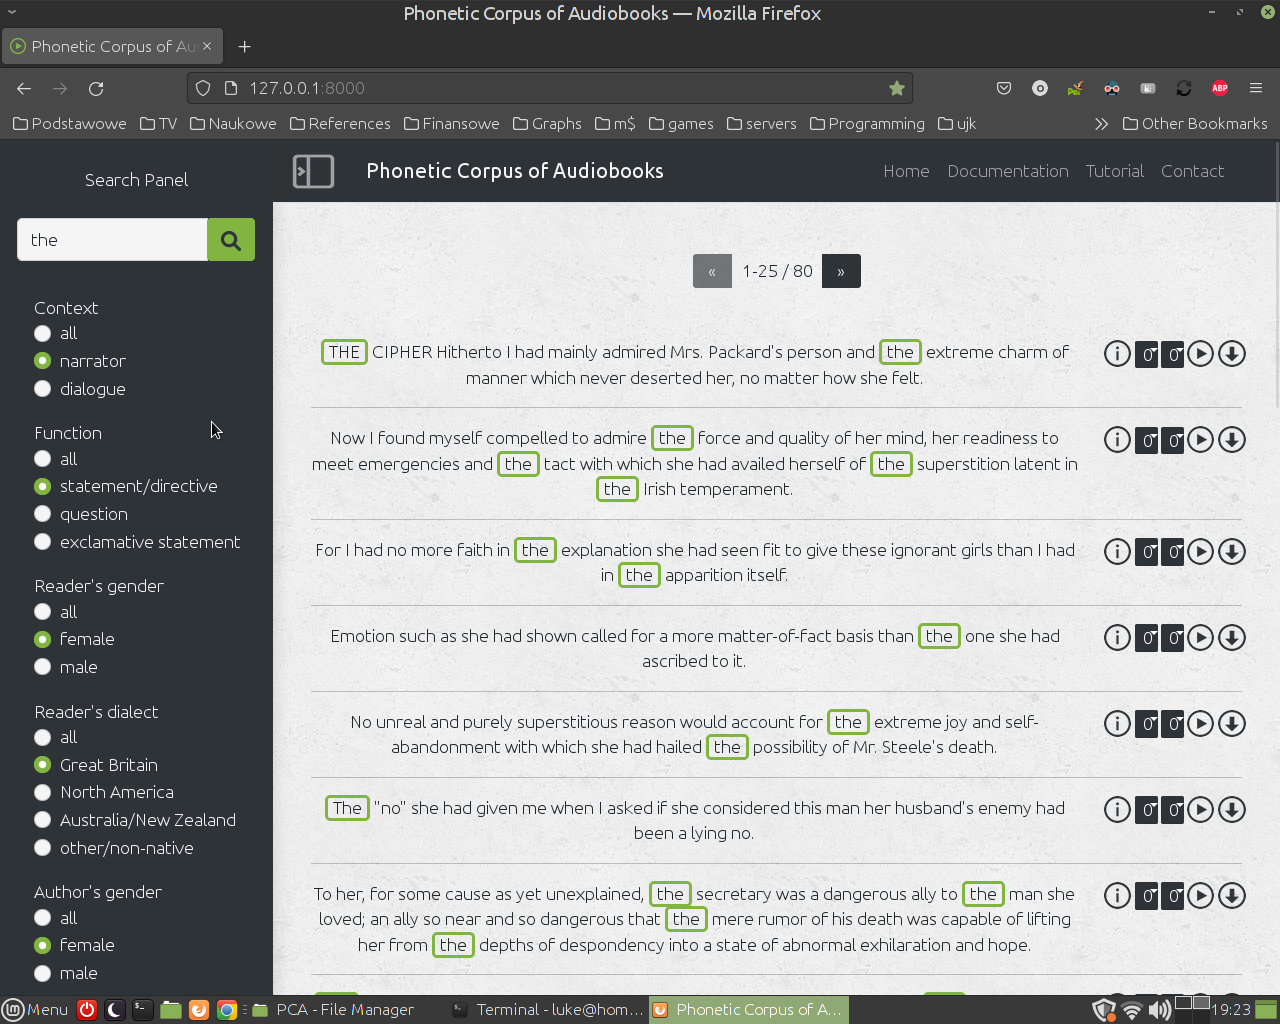 Phonetic Corpus of Audiobooks — Mozilla Firefox
Phonetic Corpus of Au
127.0.0.1:8000
ABP
Podstawowe TV Naukowe References Finansowe Graphs m$ games servers Programming ujk Other Bookmarks
Search Panel
the
Context
all
narrator
dialogue
Function
all
statement/directive
question
exclamative statement
Reader's gender
all
female
male
Reader's dialect
all
Great Britain
North America
Australia/New Zealand
other/non-native
Author's gender
all
female
male
Phonetic Corpus of Audiobooks
Home Documentation Tutorial Contact
« 1-25 / 80 »
THE CIPHER Hitherto I had mainly admired Mrs. Packard's person and the extreme charm of
manner which never deserted her, no matter how she felt.
0 0
Now I found myself compelled to admire the force and quality of her mind, her readiness to
meet emergencies and the tact with which she had availed herself of the superstition latent in
the Irish temperament.
0 0
For I had no more faith in the explanation she had seen fit to give these ignorant girls than I had
in the apparition itself.
0 0
Emotion such as she had shown called for a more matter-of-fact basis than the one she had
ascribed to it.
0 0
No unreal and purely superstitious reason would account for the extreme joy and self-
abandonment with which she had hailed the possibility of Mr. Steele's death.
0 0
The "no" she had given me when I asked if she considered this man her husband's enemy had
been a lying no.
0 0
To her, for some cause as yet unexplained, the secretary was a dangerous ally to the man she
loved; an ally so near and so dangerous that the mere rumor of his death was capable of lifting
her from the depths of despondency into a state of abnormal exhilaration and hope.
0 0
Menu PCA - File Manager Terminal - luke@hom... Phonetic Corpus of A... 19:23